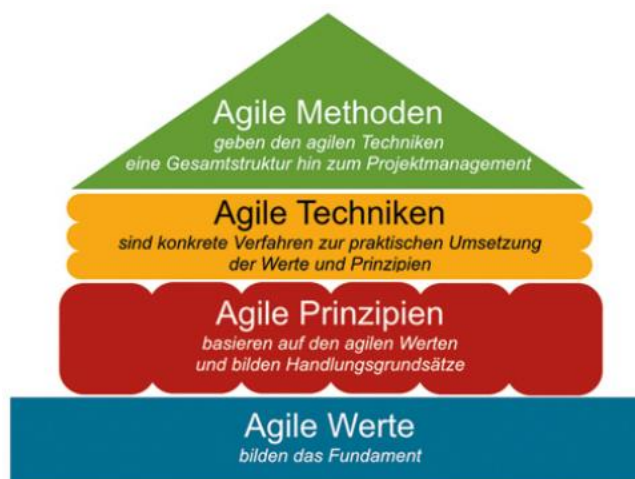 Agile Methoden
geben den agilen Techniken
eine Gesamtstruktur hin zum Projektmanagement
Agile Techniken
sind konkrete Verfahren zur praktischen Umsetzung
der Werte und Prinzipien
Agile Prinzipien
basieren auf den agilen Werten
und bilden Handlungsgrundsätze
Agile Werte
bilden das Fundament